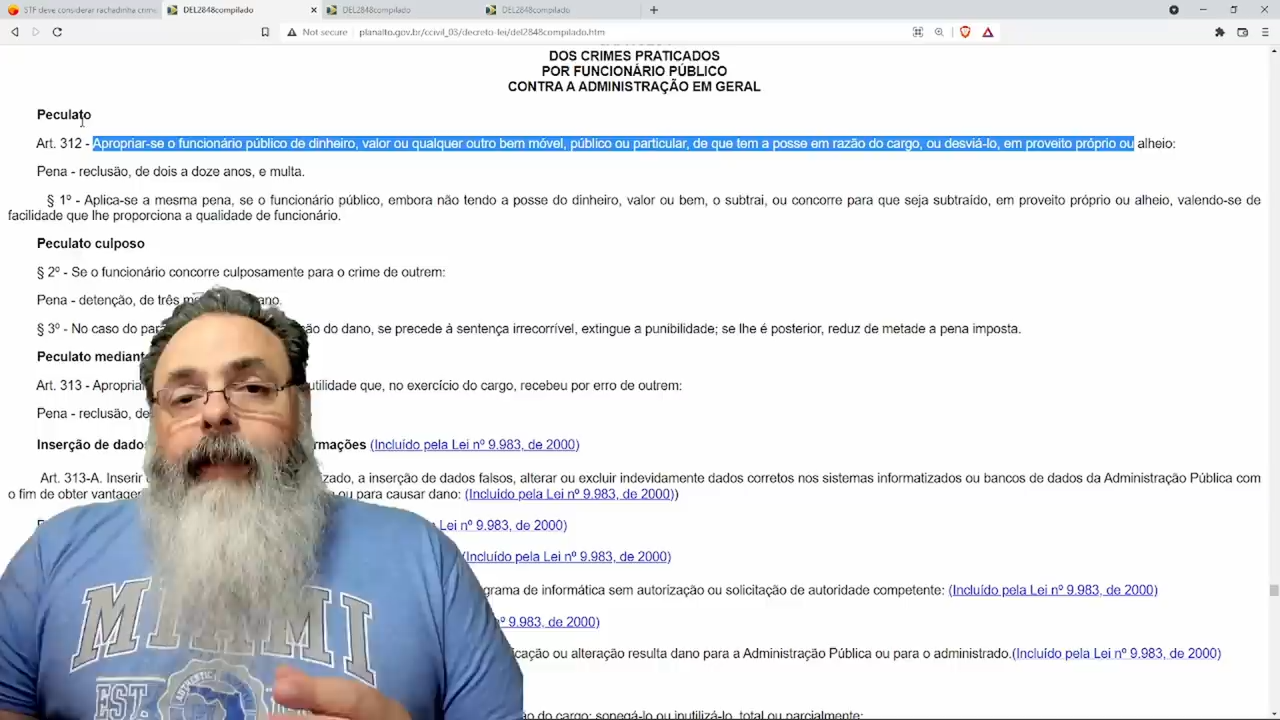 STF deve considerar rachadinha crime
DEL2848compilado
DEL2848compilado
DEL2848compilado
Not secure
planalto.gov.br/ccivil_03/decreto-lei/del2848compilado.htm
DOS CRIMES PRATICADOS
POR FUNCIONÁRIO PÚBLICO
CONTRA A ADMINISTRAÇÃO EM GERAL
Peculato
Art. 312 - Apropriar-se o funcionário público de dinheiro, valor ou qualquer outro bem móvel, público ou particular, de que tem a posse em razão do cargo, ou desviá-lo, em proveito próprio ou alheio:
Pena - reclusão, de dois a doze anos, e multa.
§ 1º - Aplica-se a mesma pena, se o funcionário público, embora não tendo a posse do dinheiro, valor ou bem, o subtrai, ou concorre para que seja subtraído, em proveito próprio ou alheio, valendo-se de
facilidade que lhe proporciona a qualidade de funcionário.
Peculato culposo
§ 2º - Se o funcionário concorre culposamente para o crime de outrem:
Pena - detenção, de três ano.
§ 3º - No caso do do dano, se precede à sentença irrecorrível, extingue a punibilidade; se lhe é posterior, reduz de metade a pena imposta.
Peculato
Art. 313 - utilidade que, no exercício do cargo, recebeu por erro de outrem:
Pena - reclusão, de
Inserção de (Incluído pela Lei nº 9.983, de 2000)
Art. 313-A. Inserir a inserção de dados falsos, alterar ou excluir indevidamente dados corretos nos sistemas informatizados ou bancos de dados da Administração Pública com
o fim de obter ou para causar dano: (Incluído pela Lei nº 9.983, de 2000))
Lei nº 9.983, de 2000)
(Incluído pela Lei nº 9.983, de 2000)
de informática sem autorização ou solicitação de autoridade competente: (Incluído pela Lei nº 9.983, de 2000)
nº 9.983, de 2000)
ou alteração resulta dano para a Administração Pública ou para o administrado.(Incluído pela Lei nº 9.983, de 2000)
do cargo; sonegá-lo ou inutilizá-lo, total ou parcialmente:
MIAMI
EST.